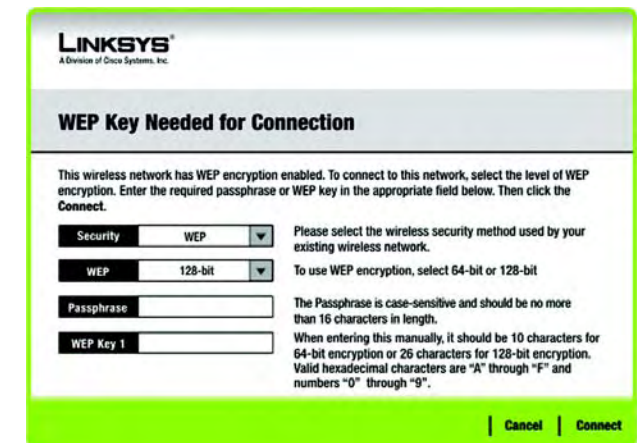 LINKSYS®
A Division of Cisco Systems, Inc.
WEP Key Needed for Connection
This wireless network has WEP encryption enabled. To connect to this network, select the level of WEP
encryption. Enter the required passphrase or WEP key in the appropriate field below. Then click the
Connect.
Security WEP
Please select the wireless security method used by your
existing wireless network.
WEP 128-bit
To use WEP encryption, select 64-bit or 128-bit
Passphrase
The Passphrase is case-sensitive and should be no more
than 16 characters in length.
WEP Key 1
When entering this manually, it should be 10 characters for
64-bit encryption or 26 characters for 128-bit encryption.
Valid hexadecimal characters are “A” through “F” and
numbers “0” through “9”.
Cancel Connect